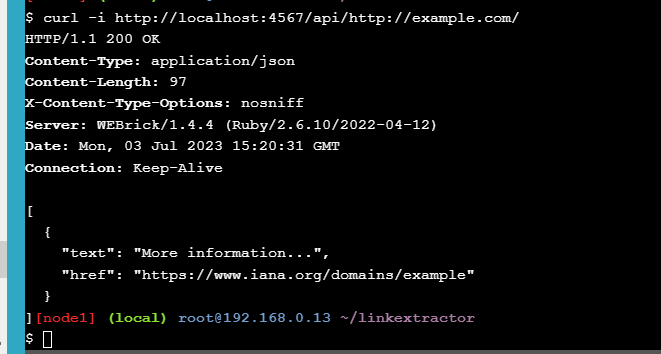 $ curl -i http://localhost:4567/api/http://example.com/
HTTP/1.1 200 OK
Content-Type: application/json
Content-Length: 97
X-Content-Type-Options: nosniff
Server: WEBrick/1.4.4 (Ruby/2.6.10/2022-04-12)
Date: Mon, 03 Jul 2023 15:20:31 GMT
Connection: Keep-Alive

[
  {
    "text": "More information...",
    "href": "https://www.iana.org/domains/example"
  }
][node1] (local) root@192.168.0.13 ~/linkextractor
$